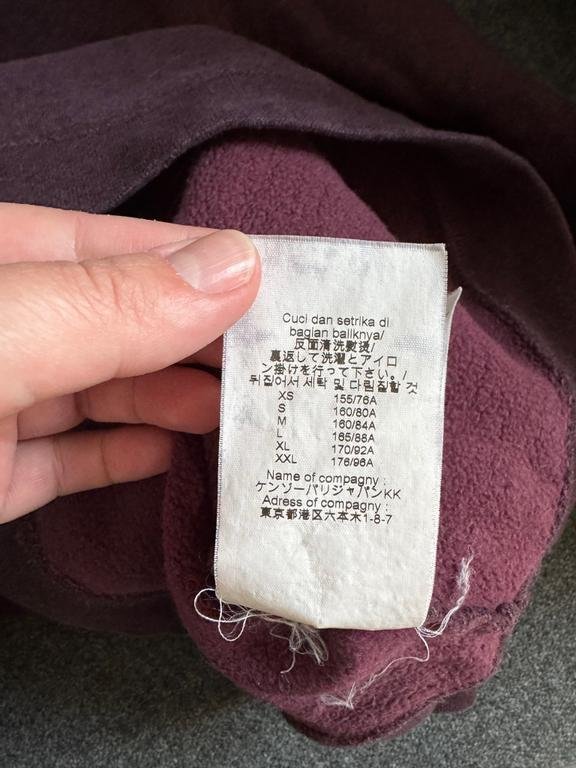 Cuci dan setrika di
bagian baliknya/
反面清洗熨烫/
裏返して洗濯とアイロ
ン掛けを行って下さい。/
뒤집어서 세탁 및 다림질할 것
XS 155/76A
S 160/80A
M 160/84A
L 165/88A
XL 170/92A
XXL 176/96A
Name of compagny :
ケンゾーパリジャパンKK
Adress of compagny :
東京都港区六本木1-8-7